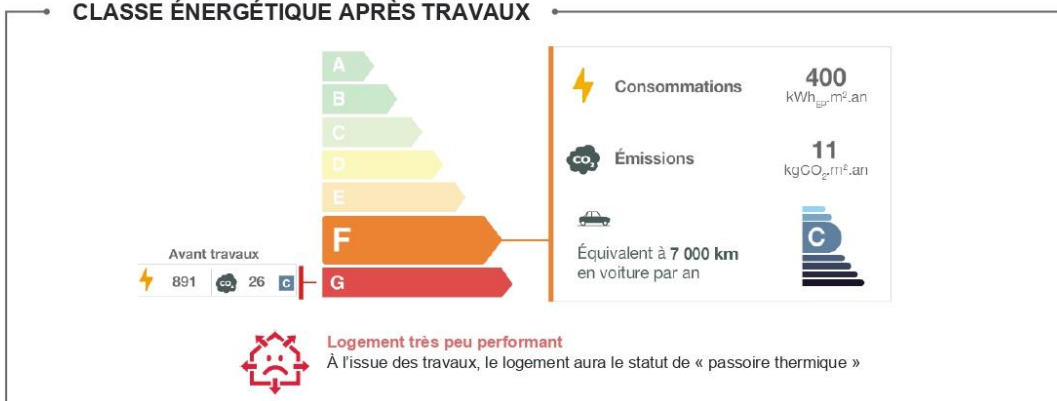 CLASSE ÉNERGÉTIQUE APRÈS TRAVAUX
A
B
C
D
E
F
G
Avant travaux
891 CO₂ 26 C
Consommations 400
kWhEP.m².an
CO₂ Émissions 11
kgCO₂.m².an
Équivalent à 7 000 km
en voiture par an
C
Logement très peu performant
À l'issue des travaux, le logement aura le statut de « passoire thermique »